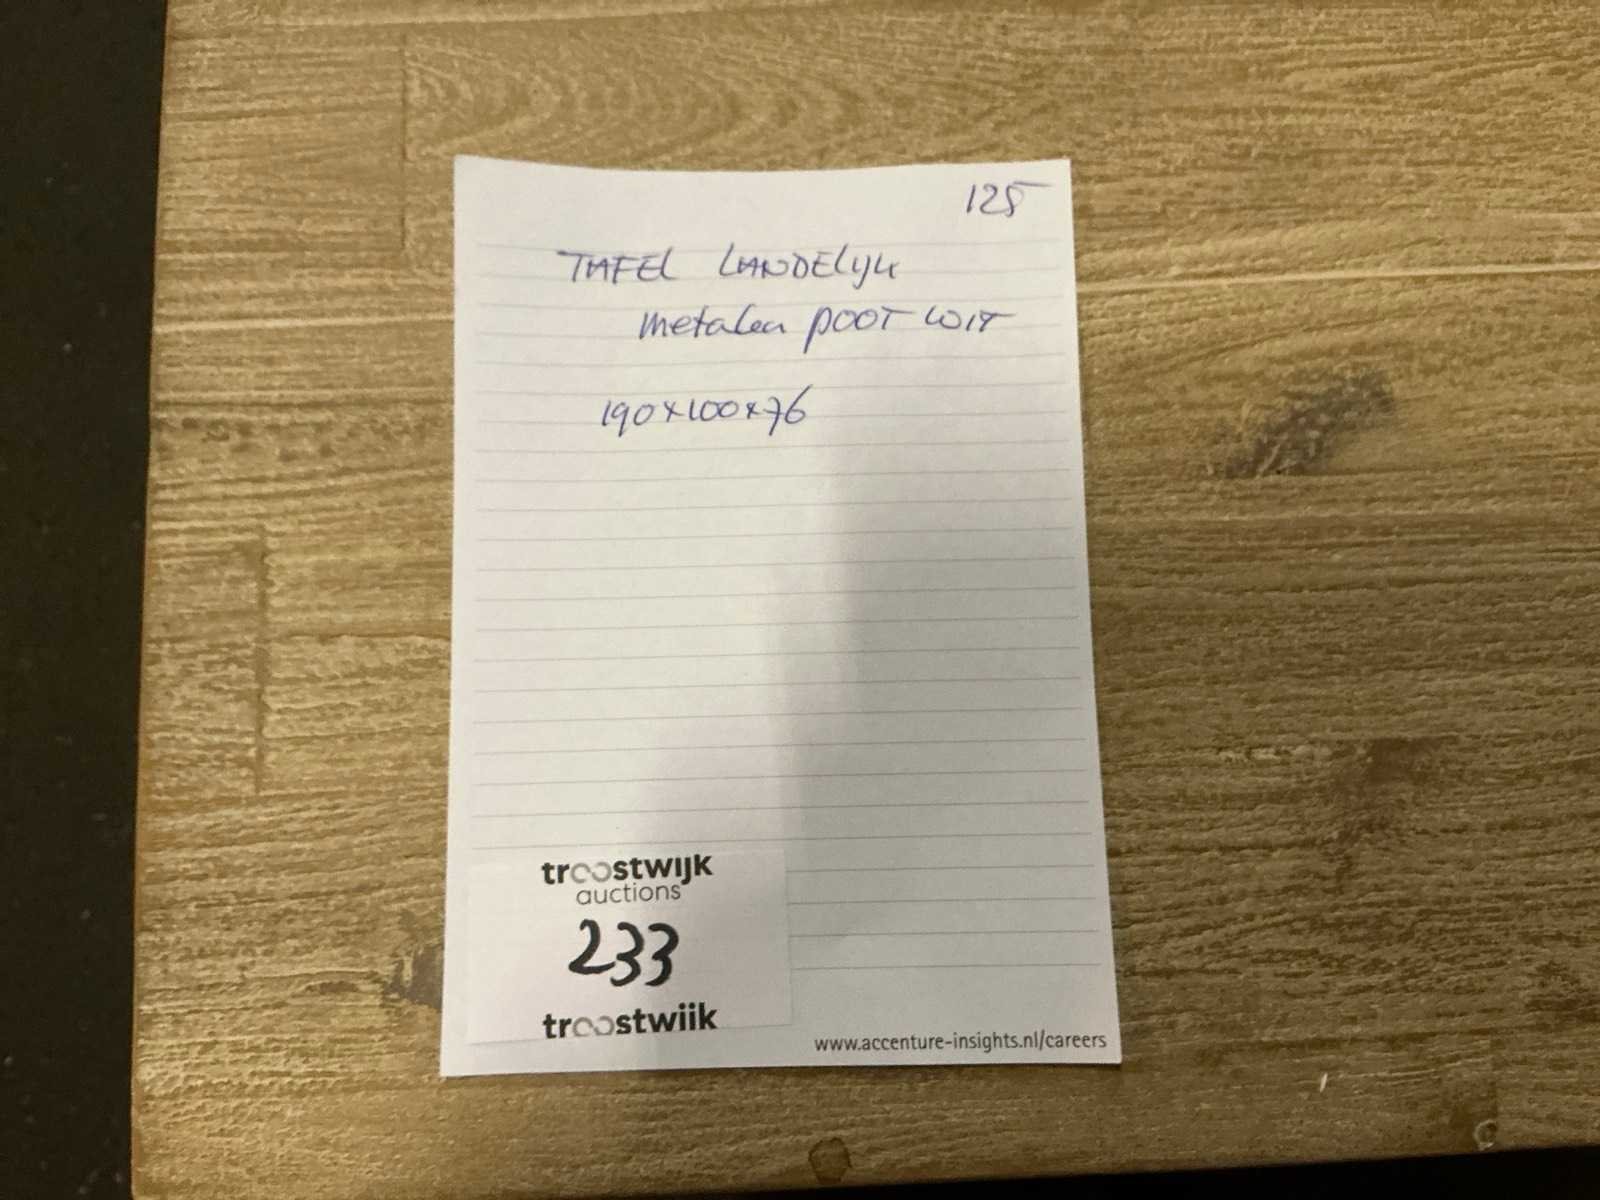 125
TAFEL LANDELIJK
metalen POOT WIT
190x100x76
troostwijk
auctions
233
troostwijk
www.accenture-insights.nl/careers